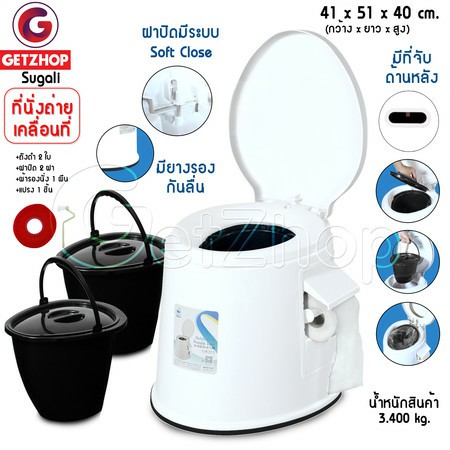 GETZHOP
Sugali
ที่นั่งถ่าย
เคลื่อนที่
+ถังดำ 2 ใบ
+ฝาปิด 2 ฝา
+ผ้ารองนั่ง 1 ผืน
+แปรง 1 ชิ้น
ฝาปิดมีระบบ
Soft Close
41 x 51 x 40 cm.
(กว้าง x ยาว x สูง)
มีที่จับ
ด้านหลัง
มียางรอง
กันลื่น
GetZhop
น้ำหนักสินค้า
3.400 kg.